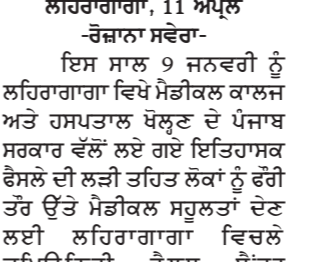 ਲਹਿਰਾਗਾਗਾ, 11 ਅਪ੍ਰੈਲ
-ਰੋਜ਼ਾਨਾ ਸਵੇਰਾ-
ਇਸ ਸਾਲ 9 ਜਨਵਰੀ ਨੂੰ
ਲਹਿਰਾਗਾਗਾ ਵਿਖੇ ਮੈਡੀਕਲ ਕਾਲਜ
ਅਤੇ ਹਸਪਤਾਲ ਖੋਲ੍ਹਣ ਦੇ ਪੰਜਾਬ
ਸਰਕਾਰ ਵੱਲੋਂ ਲਏ ਗਏ ਇਤਿਹਾਸਕ
ਫੈਸਲੇ ਦੀ ਲੜੀ ਤਹਿਤ ਲੋਕਾਂ ਨੂੰ ਫੌਰੀ
ਤੌਰ ਉੱਤੇ ਮੈਡੀਕਲ ਸਹੂਲਤਾਂ ਦੇਣ
ਲਈ ਲਹਿਰਾਗਾਗਾ ਵਿਚਲੇ